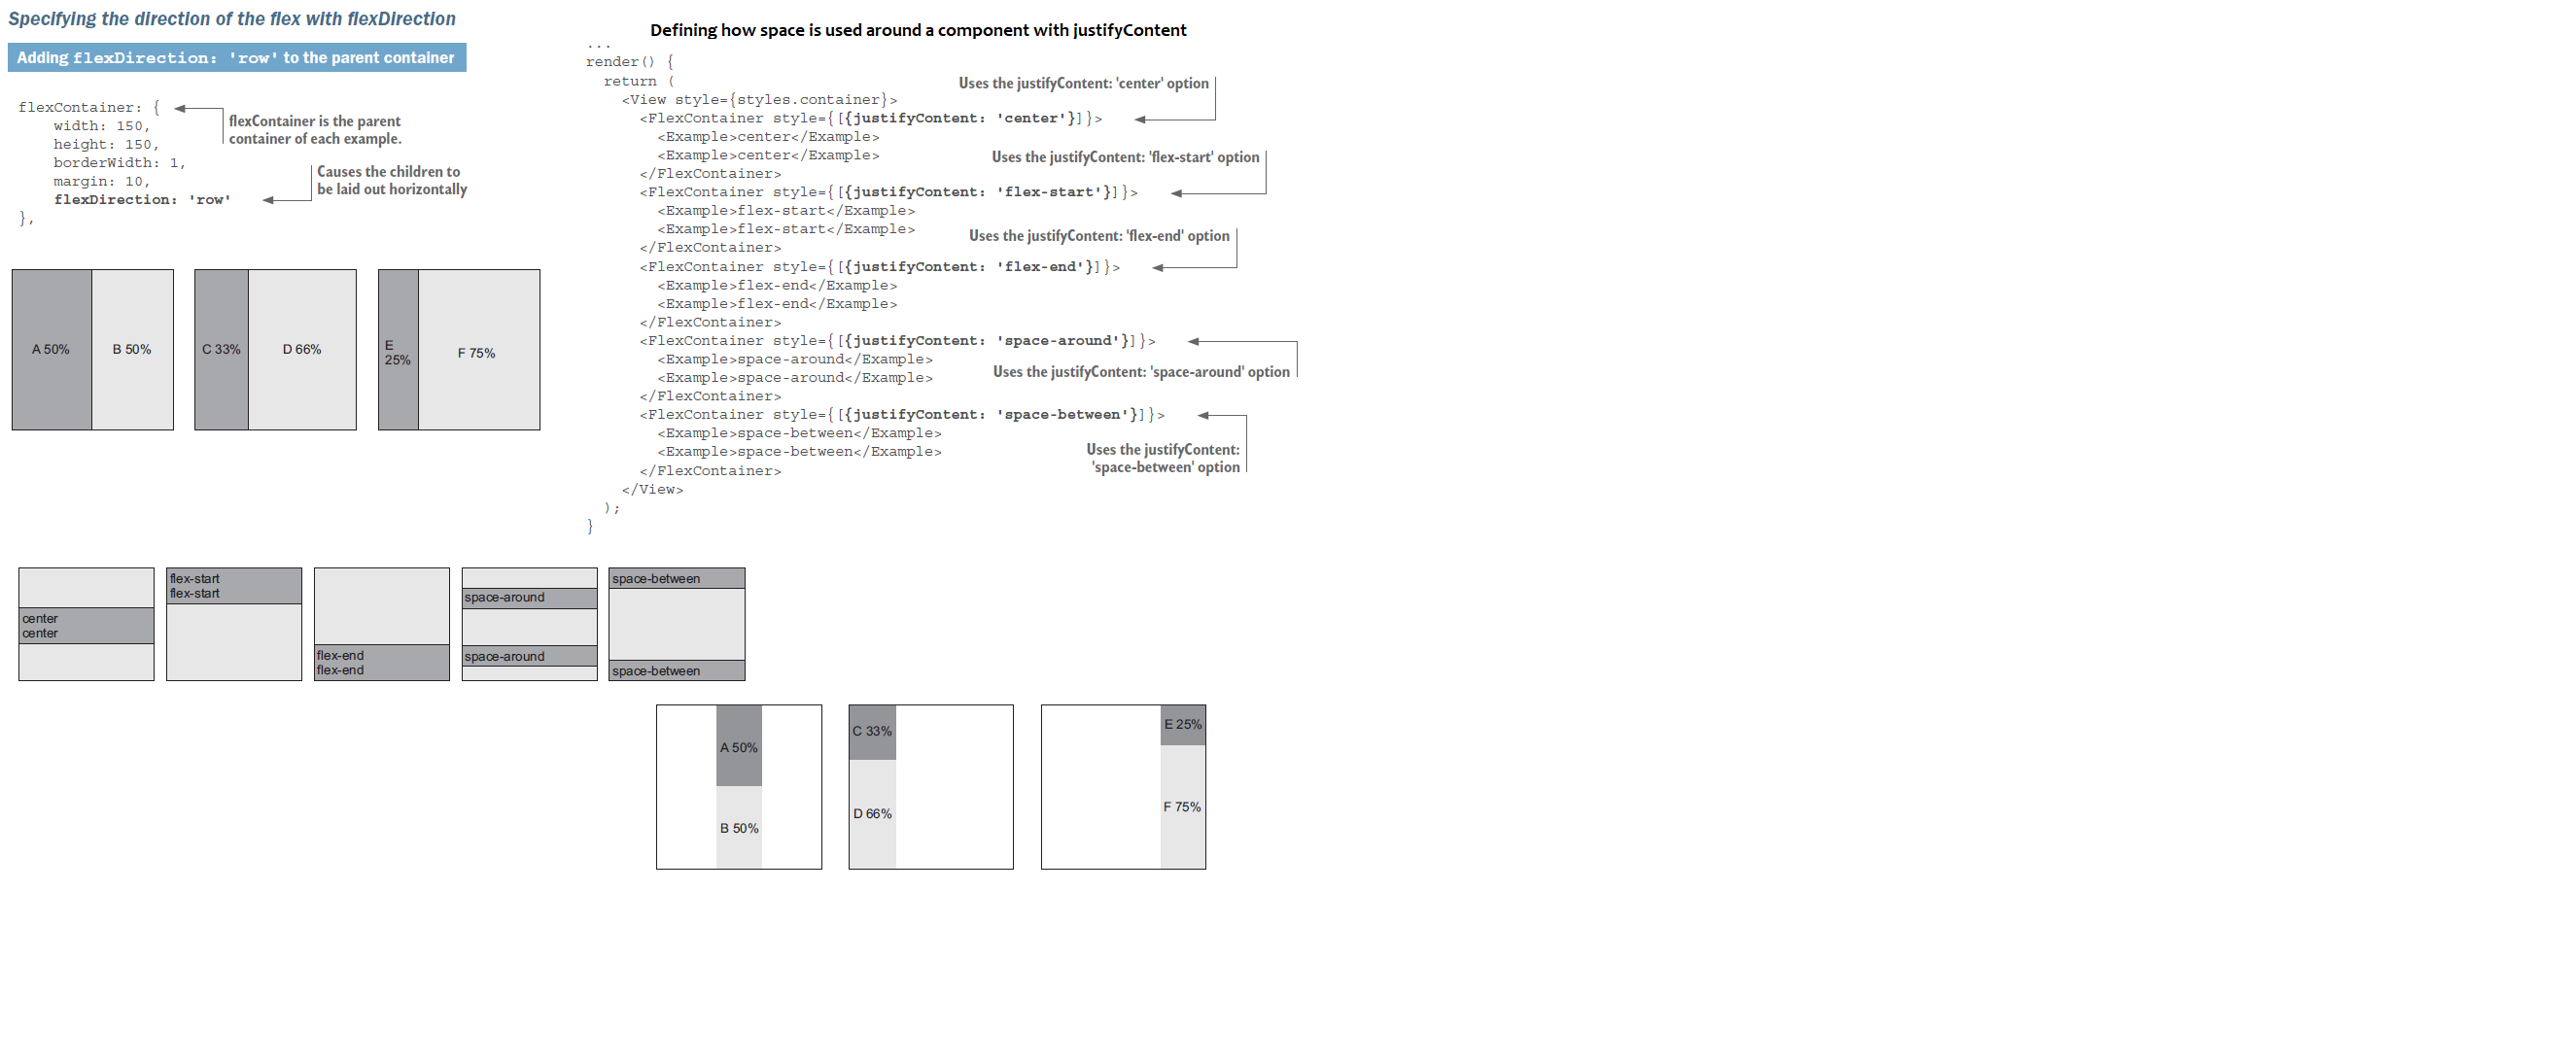 Specifying the direction of the flex with flexDirection
Adding flexDirection: 'row' to the parent container
flexContainer: {
width: 150,
height: 150,
borderWidth: 1,
margin: 10,
flexDirection: 'row'
},
flexContainer is the parent
container of each example.
Causes the children to
be laid out horizontally
A 50%
B 50%
C 33%
D 66%
E
25%
F 75%
Defining how space is used around a component with justifyContent
...
render() {
return (
<View style={styles.container}>
<FlexContainer style={[{justifyContent: 'center'}]}>
<Example>center</Example>
<Example>center</Example>
</FlexContainer>
<FlexContainer style={[{justifyContent: 'flex-start'}]}>
<Example>flex-start</Example>
<Example>flex-start</Example>
</FlexContainer>
<FlexContainer style={[{justifyContent: 'flex-end'}]}>
<Example>flex-end</Example>
<Example>flex-end</Example>
</FlexContainer>
<FlexContainer style={[{justifyContent: 'space-around'}]}>
<Example>space-around</Example>
<Example>space-around</Example>
</FlexContainer>
<FlexContainer style={[{justifyContent: 'space-between'}]}>
<Example>space-between</Example>
<Example>space-between</Example>
</FlexContainer>
</View>
);
}
Uses the justifyContent: 'center' option
Uses the justifyContent: 'flex-start' option
Uses the justifyContent: 'flex-end' option
Uses the justifyContent: 'space-around' option
Uses the justifyContent:
'space-between' option
center
center
flex-start
flex-start
flex-end
flex-end
space-around
space-around
space-between
space-between
A 50%
B 50%
C 33%
D 66%
E 25%
F 75%